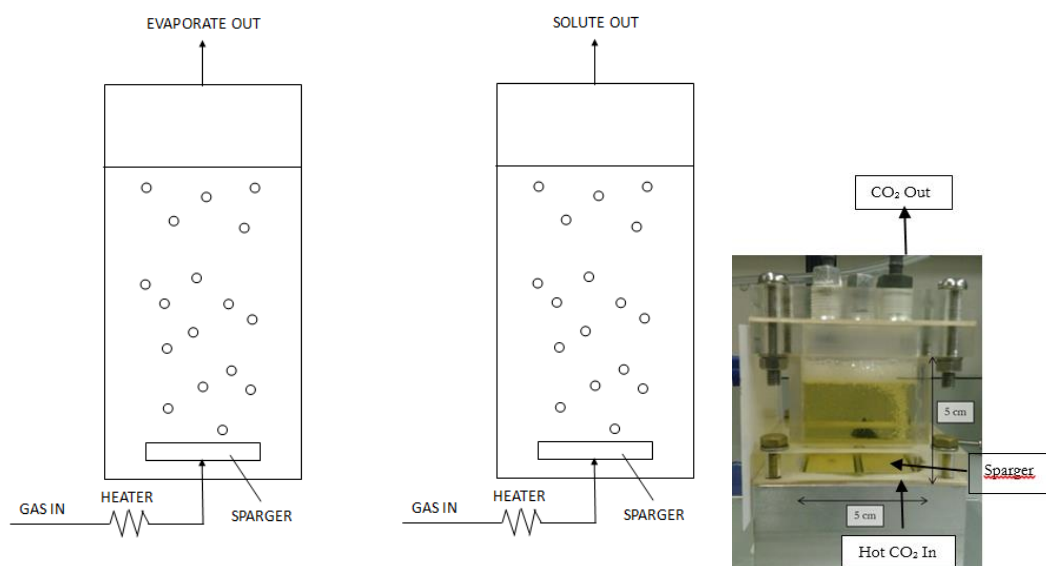 EVAPORATE OUT
HEATER
GAS IN
SPARGER
SOLUTE OUT
HEATER
GAS IN
SPARGER
CO₂ Out
5 cm
Sparger
5 cm
Hot CO₂ In